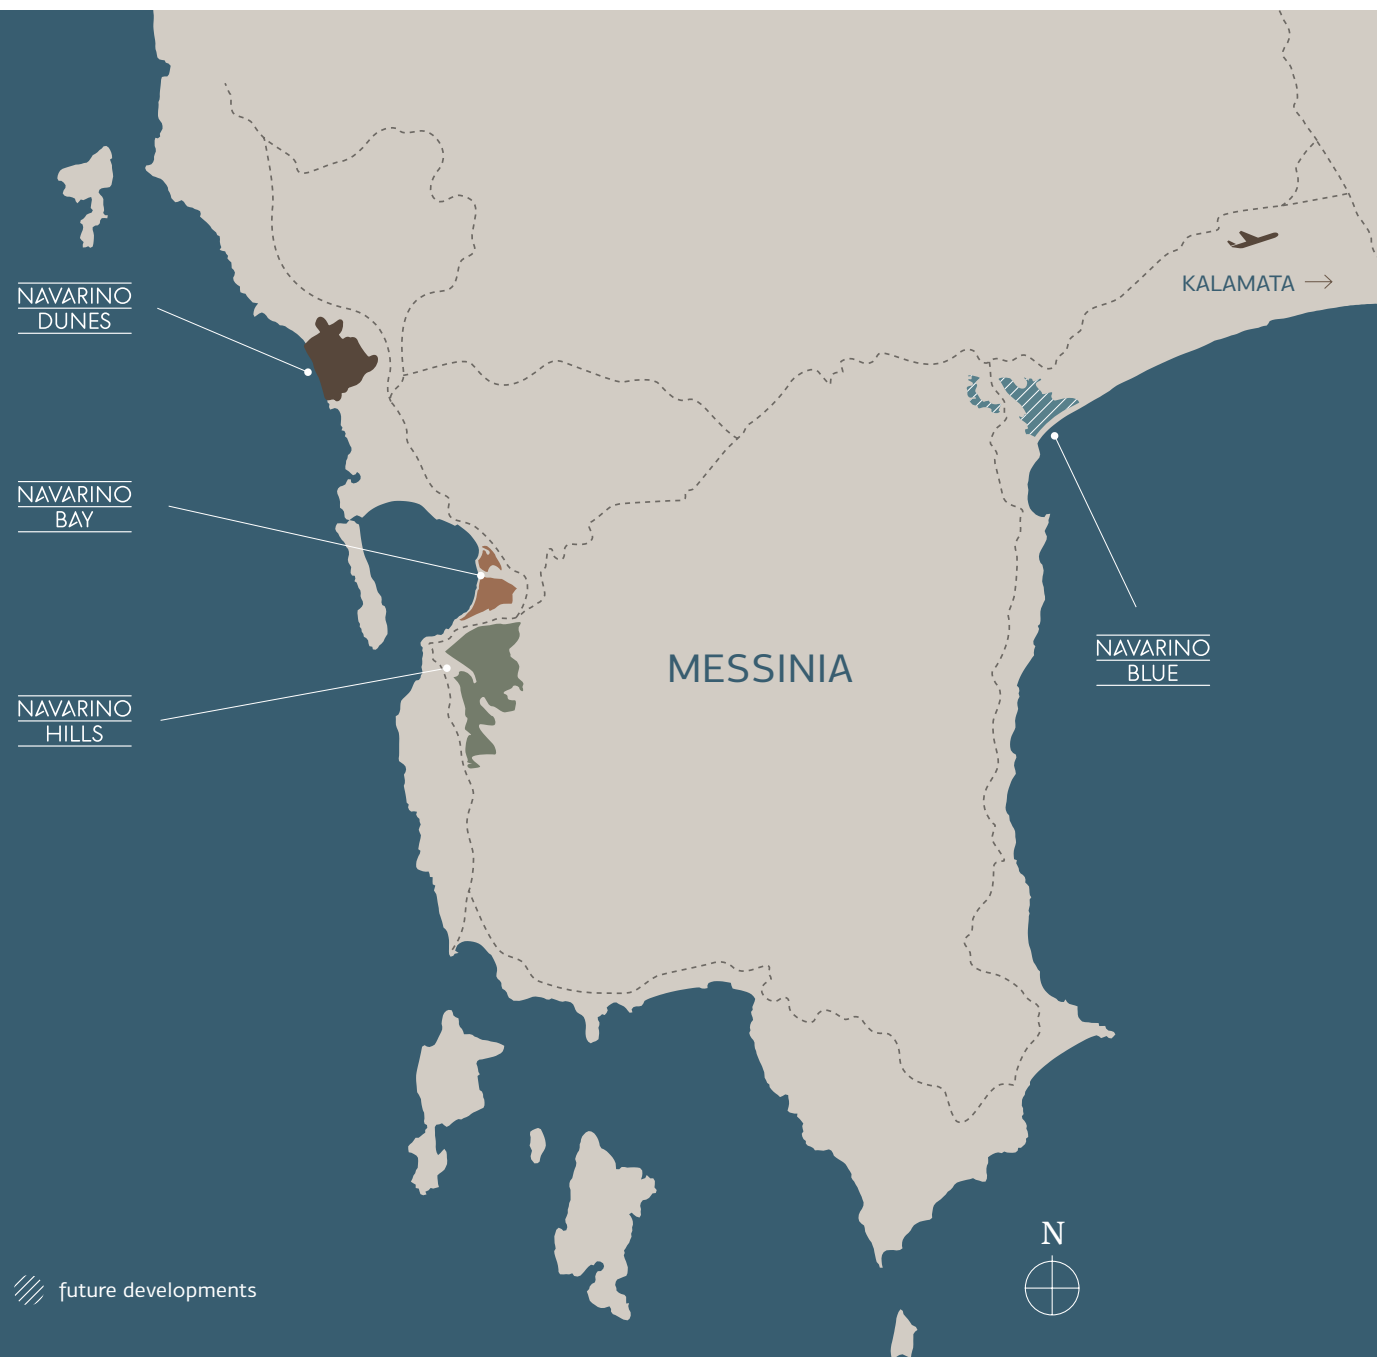 KALAMATA
NAVARINO
DUNES
NAVARINO
BAY
NAVARINO
HILLS
MESSINIA
NAVARINO
BLUE
N
future developments